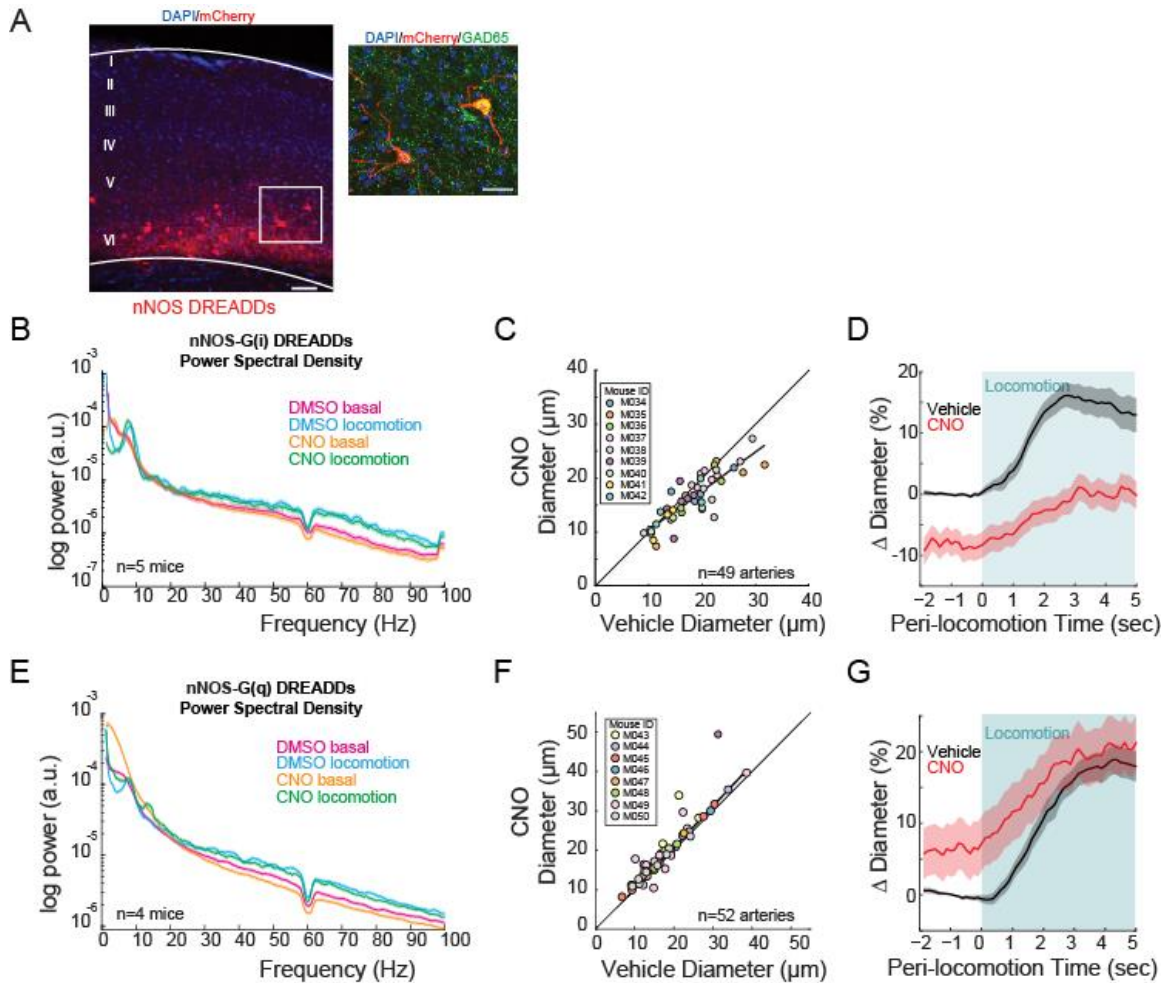 A
DAPI/mCherry
I
II
III
IV
V
VI
nNOS DREADDs
DAPI/mCherry/GAD65
B
nNOS-G(i) DREADDs
Power Spectral Density
DMSO basal
DMSO locomotion
CNO basal
CNO locomotion
log power (a.u.)
10-3
10-4
10-5
10-6
10-7
n=5 mice
0 10 20 30 40 50 60 70 80 90 100
Frequency (Hz)
C
CNO
Diameter (µm)
40
30
20
10
0
Mouse ID
M034
M035
M036
M037
M038
M039
M040
M041
M042
n=49 arteries
0 10 20 30 40
Vehicle Diameter (µm)
D
Δ Diameter (%)
20
10
0
-10
Locomotion
Vehicle
CNO
−2 −1 0 1 2 3 4 5
Peri-locomotion Time (sec)
E
nNOS-G(q) DREADDs
Power Spectral Density
DMSO basal
DMSO locomotion
CNO basal
CNO locomotion
log power (a.u.)
10-3
10-4
10-5
10-6
n=4 mice
0 10 20 30 40 50 60 70 80 90 100
Frequency (Hz)
F
CNO
Diameter (µm)
50
40
30
20
10
0
Mouse ID
M043
M044
M045
M046
M047
M048
M049
M050
n=52 arteries
0 10 20 30 40 50
Vehicle Diameter (µm)
G
Δ Diameter (%)
20
10
0
Locomotion
Vehicle
CNO
−2 −1 0 1 2 3 4 5
Peri-locomotion Time (sec)